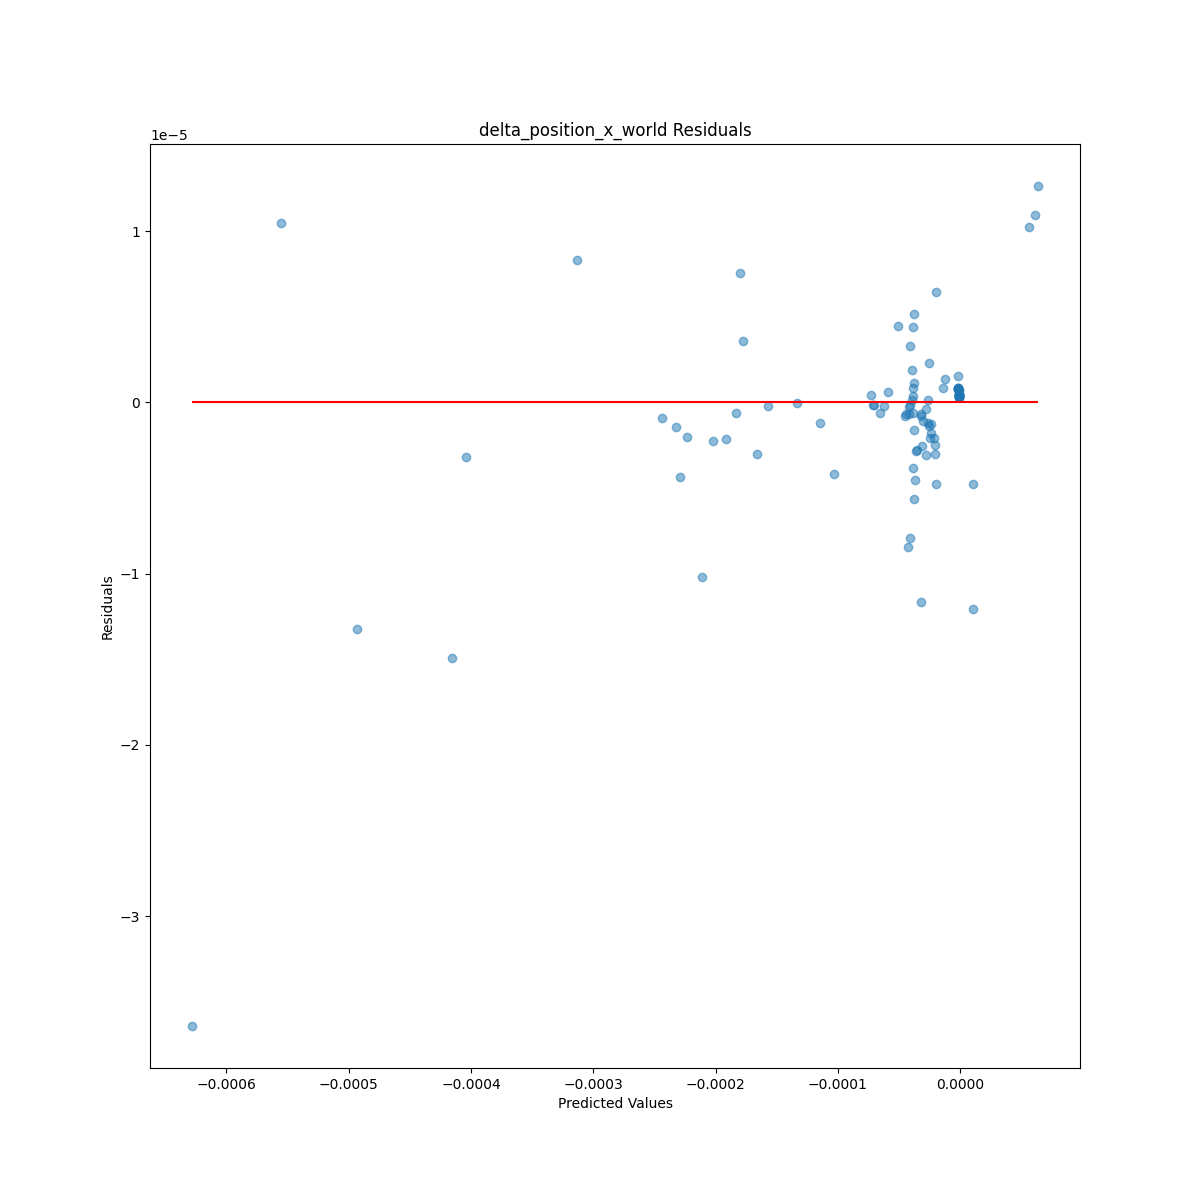 delta_position_x_world Residuals
1e−5
1
0
−1
−2
−3
Residuals
−0.0006 −0.0005 −0.0004 −0.0003 −0.0002 −0.0001 0.0000
Predicted Values